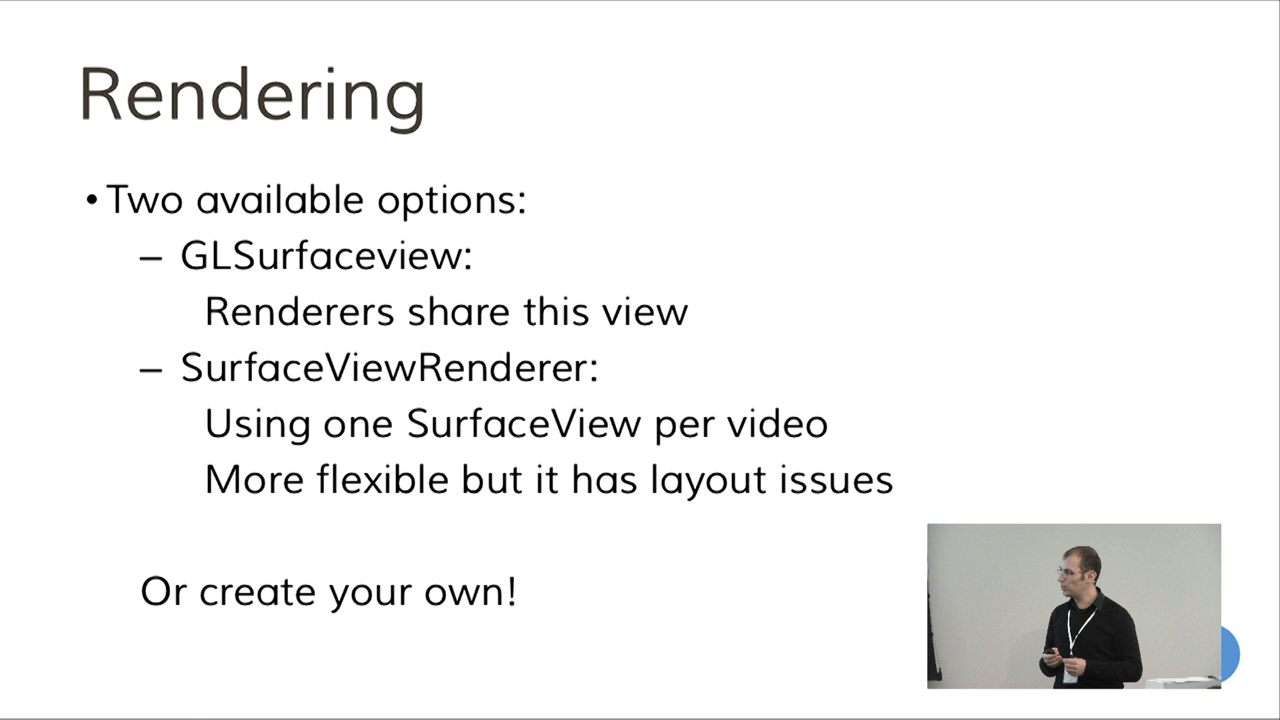 Rendering
• Two available options:
– GLSurfaceview:
Renderers share this view
– SurfaceViewRenderer:
Using one SurfaceView per video
More flexible but it has layout issues
Or create your own!